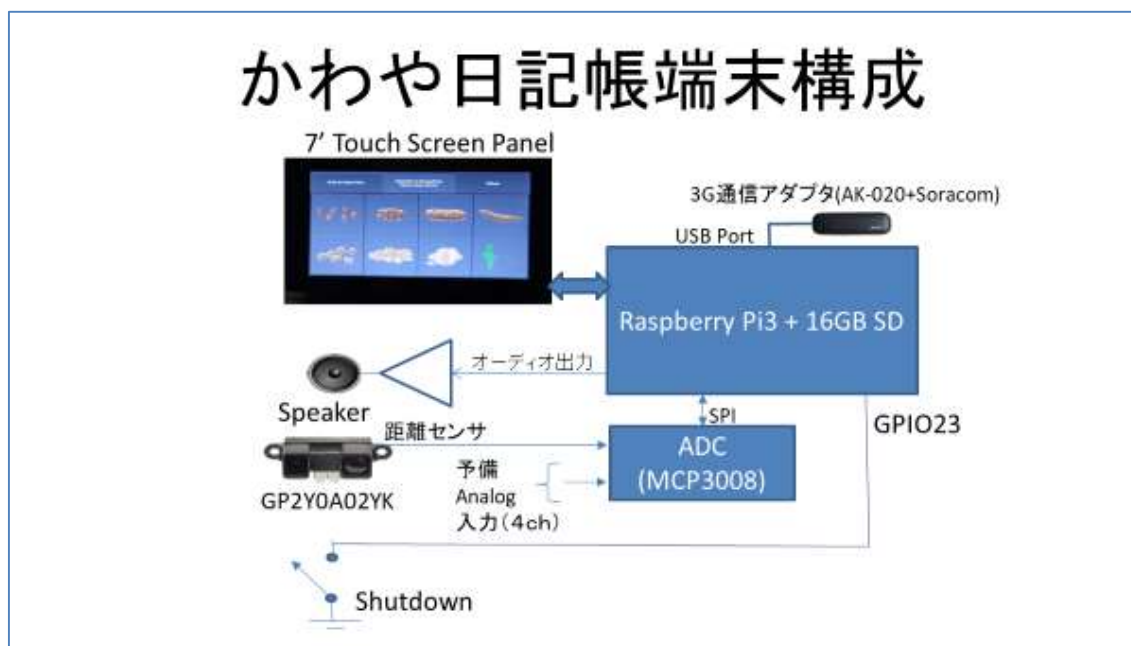 かわや日記帳端末構成
7’ Touch Screen Panel
3G通信アダプタ(AK-020+Soracom)
USB Port
Raspberry Pi3 + 16GB SD
オーディオ出力
Speaker
SPI
GPIO23
距離センサ
ADC
(MCP3008)
GP2Y0A02YK
予備
Analog
入力(4ch)
Shutdown